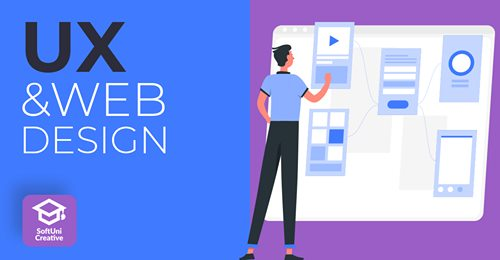 UX
&WEB
DESIGN
SoftUni
Creative